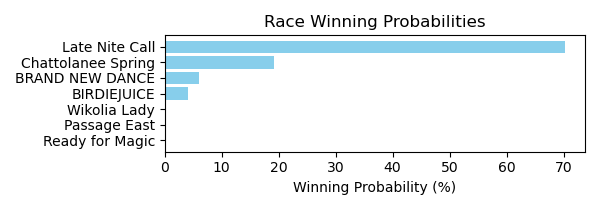 Race Winning Probabilities
Late Nite Call
Chattolanee Spring
BRAND NEW DANCE
BIRDIEJUICE
Wikolia Lady
Passage East
Ready for Magic
0 10 20 30 40 50 60 70
Winning Probability (%)